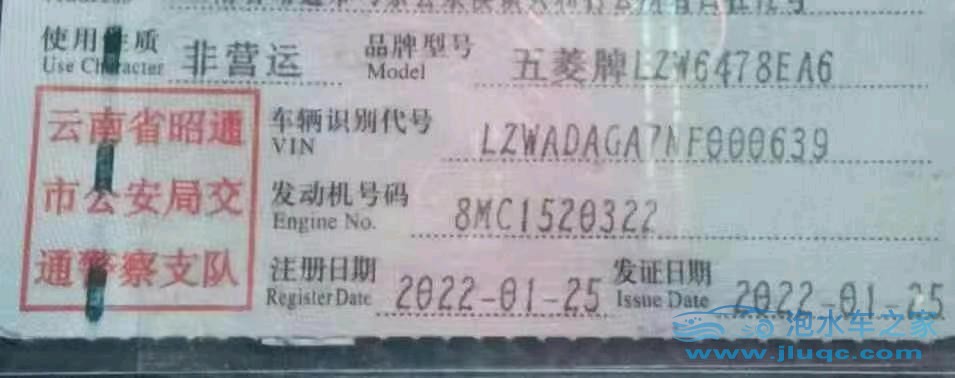 使用性质
Use Character 非营运
品牌型号
Model 五菱牌LZW6478EA6
云南省昭通
市公安局交
通警察支队
车辆识别代号
VIN LZWADAGA7NF000639
发动机号码
Engine No. 8MC1520322
注册日期
Register Date 2022-01-25
发证日期
Issue Date 2022-01-25
泡水车之家
www.jluqc.com